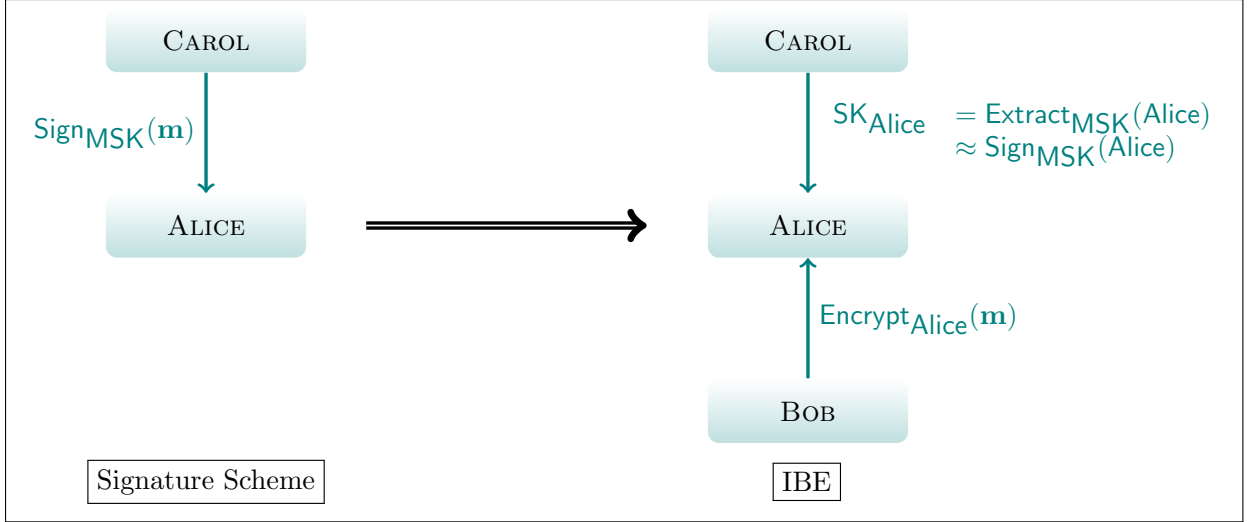 CAROL
Sign_MSK(m)
ALICE
Signature Scheme
CAROL
SK_Alice = Extract_MSK(Alice)
≈ Sign_MSK(Alice)
ALICE
Encrypt_Alice(m)
BOB
IBE